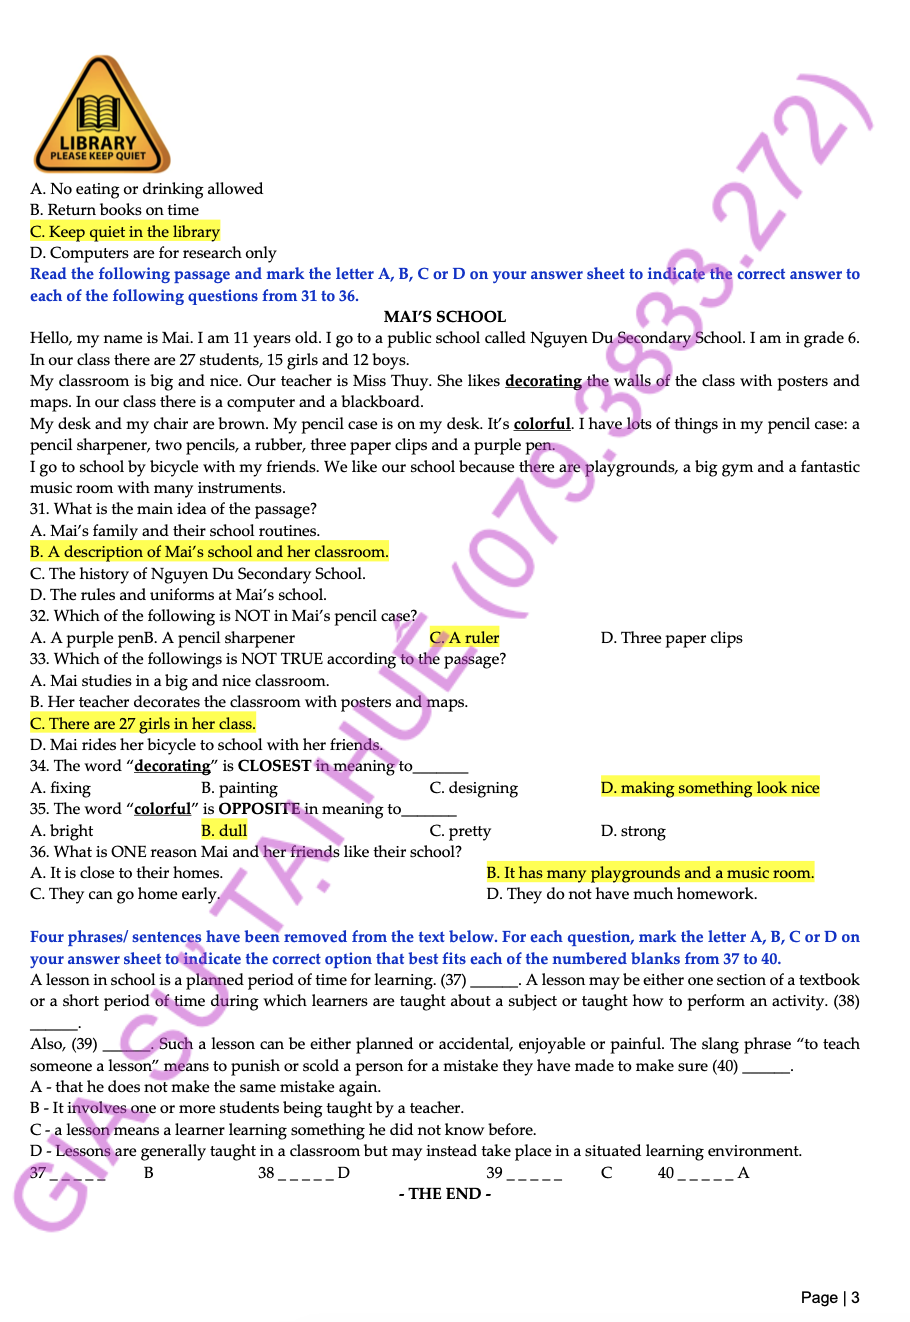 LIBRARY
PLEASE KEEP QUIET
A. No eating or drinking allowed
B. Return books on time
C. Keep quiet in the library
D. Computers are for research only
Read the following passage and mark the letter A, B, C or D on your answer sheet to indicate the correct answer to
each of the following questions from 31 to 36.
MAI’S SCHOOL
Hello, my name is Mai. I am 11 years old. I go to a public school called Nguyen Du Secondary School. I am in grade 6.
In our class there are 27 students, 15 girls and 12 boys.
My classroom is big and nice. Our teacher is Miss Thuy. She likes decorating the walls of the class with posters and
maps. In our class there is a computer and a blackboard.
My desk and my chair are brown. My pencil case is on my desk. It’s colorful. I have lots of things in my pencil case: a
pencil sharpener, two pencils, a rubber, three paper clips and a purple pen.
I go to school by bicycle with my friends. We like our school because there are playgrounds, a big gym and a fantastic
music room with many instruments.
31. What is the main idea of the passage?
A. Mai’s family and their school routines.
B. A description of Mai’s school and her classroom.
C. The history of Nguyen Du Secondary School.
D. The rules and uniforms at Mai’s school.
32. Which of the following is NOT in Mai’s pencil case?
A. A purple penB. A pencil sharpener C. A ruler D. Three paper clips
33. Which of the followings is NOT TRUE according to the passage?
A. Mai studies in a big and nice classroom.
B. Her teacher decorates the classroom with posters and maps.
C. There are 27 girls in her class.
D. Mai rides her bicycle to school with her friends.
34. The word “decorating” is CLOSEST in meaning to_______
A. fixing B. painting C. designing D. making something look nice
35. The word “colorful” is OPPOSITE in meaning to_______
A. bright B. dull C. pretty D. strong
36. What is ONE reason Mai and her friends like their school?
A. It is close to their homes. B. It has many playgrounds and a music room.
C. They can go home early. D. They do not have much homework.
Four phrases/ sentences have been removed from the text below. For each question, mark the letter A, B, C or D on
your answer sheet to indicate the correct option that best fits each of the numbered blanks from 37 to 40.
A lesson in school is a planned period of time for learning. (37) ______. A lesson may be either one section of a textbook
or a short period of time during which learners are taught about a subject or taught how to perform an activity. (38)
______.
Also, (39) ______. Such a lesson can be either planned or accidental, enjoyable or painful. The slang phrase “to teach
someone a lesson” means to punish or scold a person for a mistake they have made to make sure (40) ______.
A - that he does not make the same mistake again.
B - It involves one or more students being taught by a teacher.
C - a lesson means a learner learning something he did not know before.
D - Lessons are generally taught in a classroom but may instead take place in a situated learning environment.
37 _ _ _ _ _ B 38 _ _ _ _ _ D 39 _ _ _ _ _ C 40 _ _ _ _ _ A
- THE END -
GIA SƯ TẠI HUẾ (079.3833.272)
Page | 3